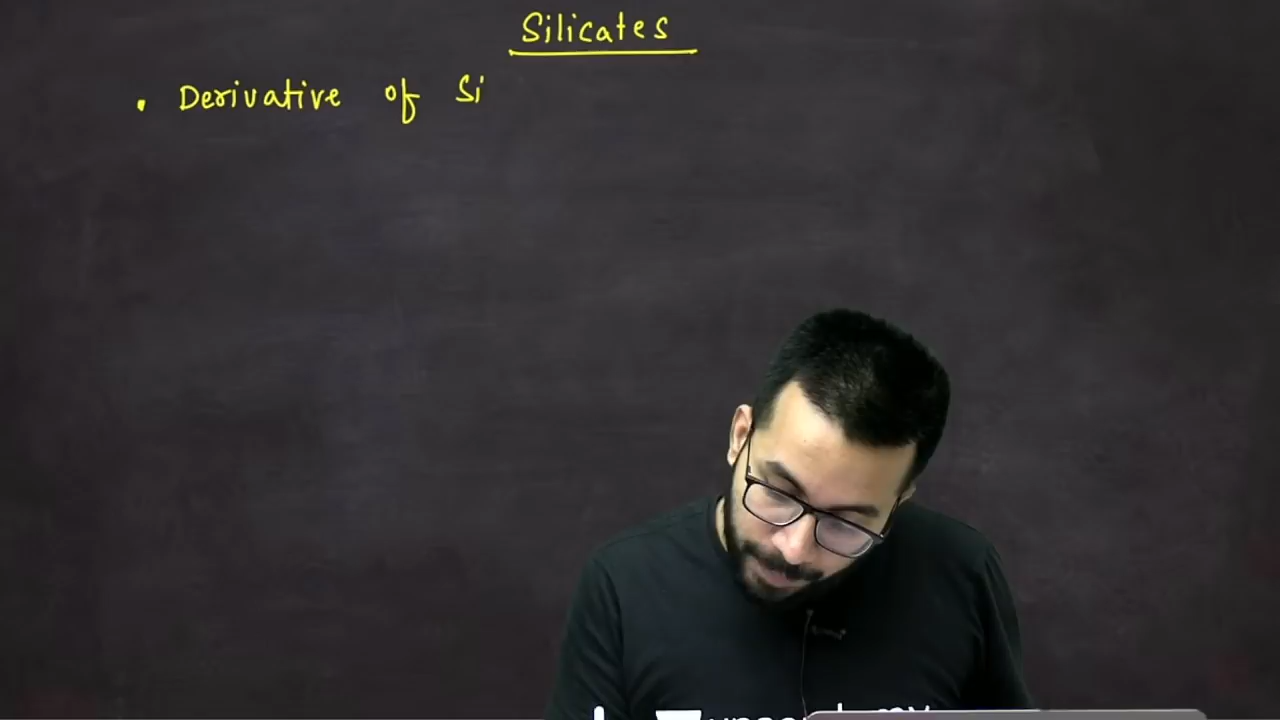 Silicates
• Derivative of Si